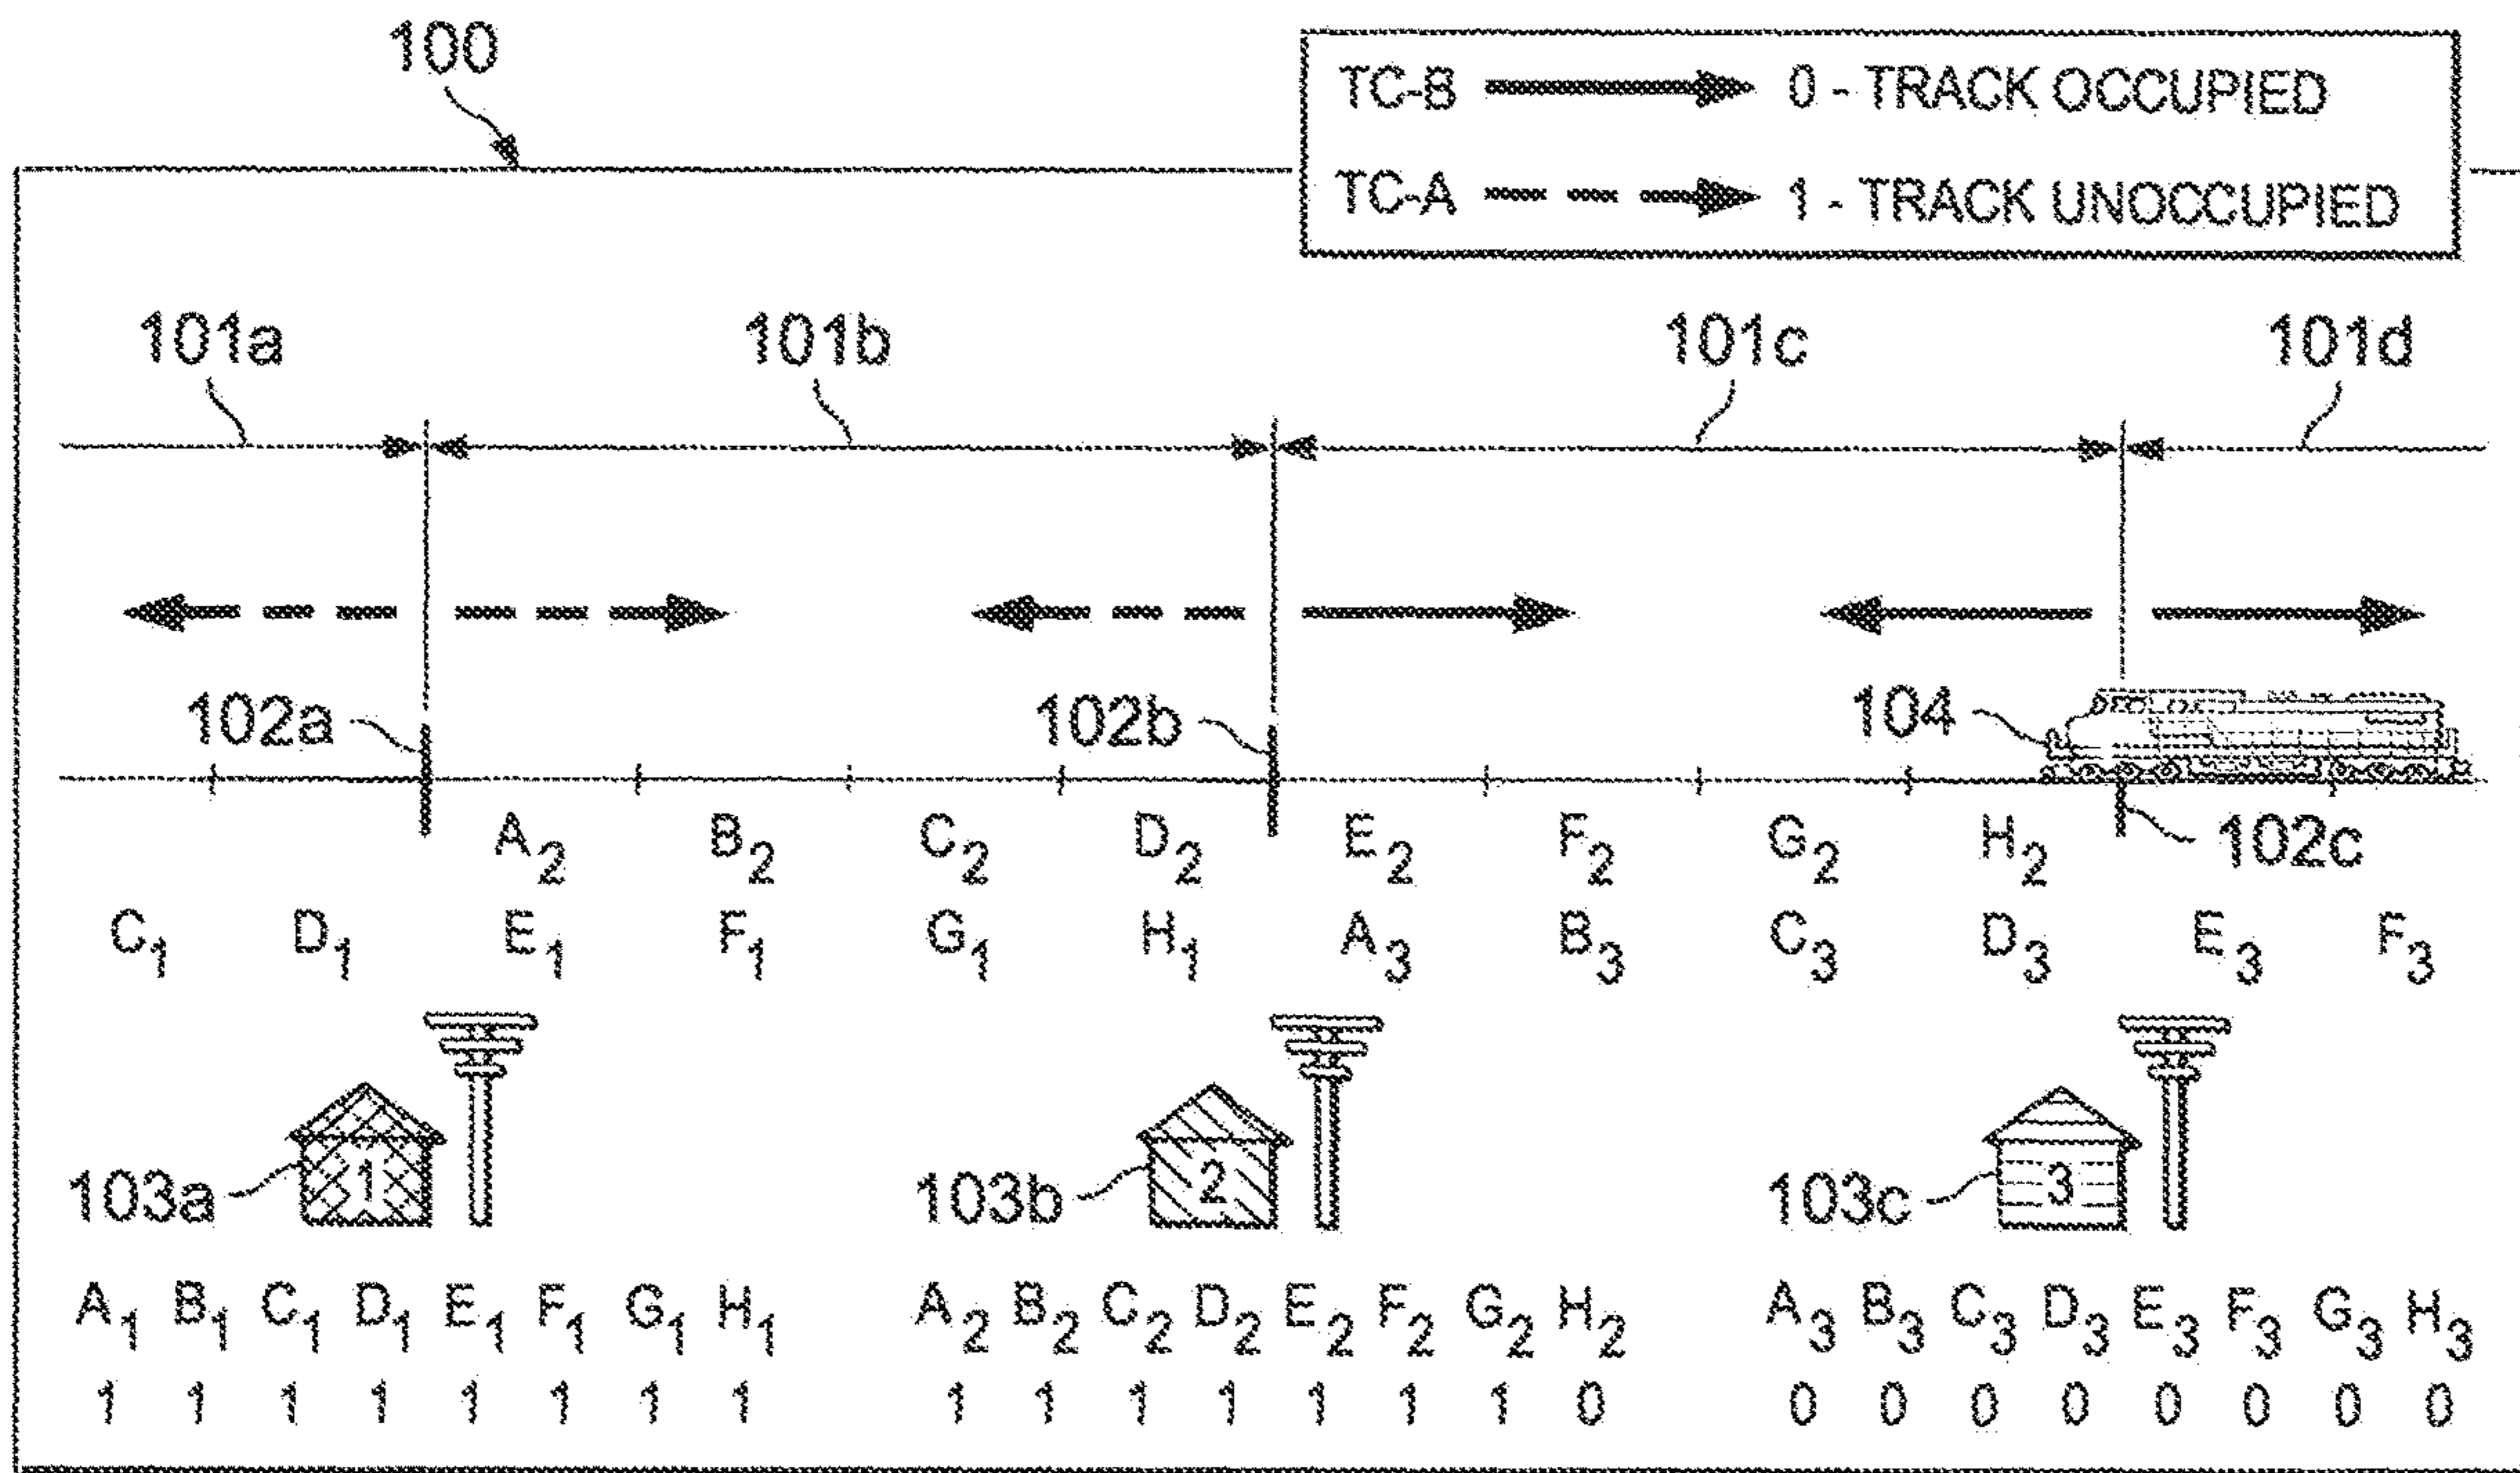 100
TC-B 0 - TRACK OCCUPIED
TC-A 1 - TRACK UNOCCUPIED
101a 101b 101c 101d
102a 102b 104
A2 B2 C2 D2 E2 F2 G2 H2 102c
C1 D1 E1 F1 G1 H1 A3 B3 C3 D3 E3 F3
103a 1 103b 2 103c 3
A1 B1 C1 D1 E1 F1 G1 H1 A2 B2 C2 D2 E2 F2 G2 H2 A3 B3 C3 D3 E3 F3 G3 H3
1 1 1 1 1 1 1 1 1 1 1 1 1 1 1 0 0 0 0 0 0 0 0 0